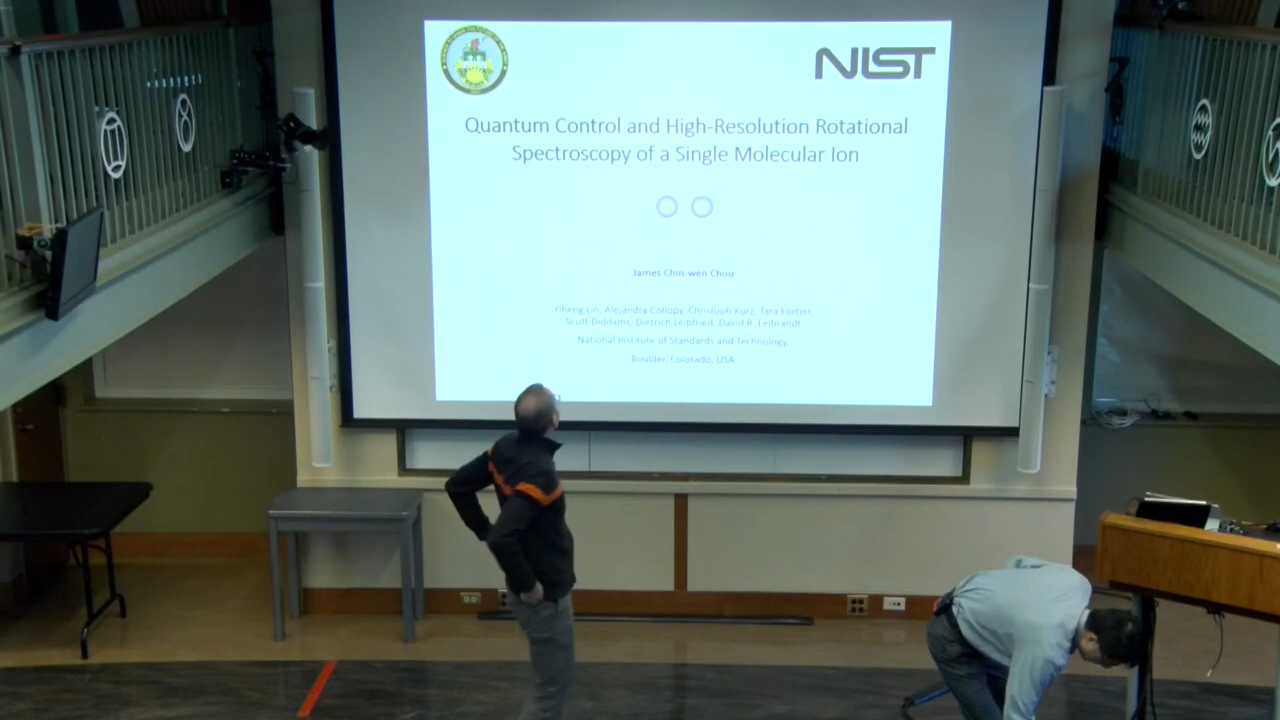 NIST
Quantum Control and High-Resolution Rotational
Spectroscopy of a Single Molecular Ion
James Chin-wen Chou
Yiheng Lin, Alejandra Collopy, Christoph Kurz, Tara Fortier,
Scott Diddams, Dietrich Leibfried, David R. Leibrandt
National Institute of Standards and Technology,
Boulder, Colorado, USA